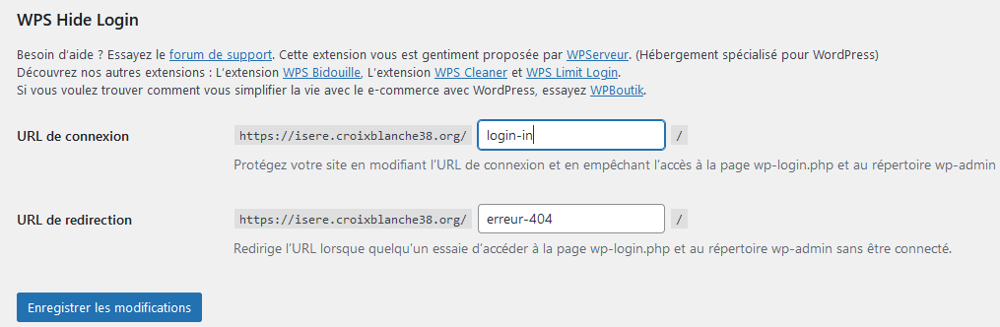 WPS Hide Login
Besoin d'aide ? Essayez le forum de support. Cette extension vous est gentiment proposée par WPServeur. (Hébergement spécialisé pour WordPress)
Découvrez nos autres extensions : L'extension WPS Bidouille, L'extension WPS Cleaner et WPS Limit Login.
Si vous voulez trouver comment vous simplifier la vie avec le e-commerce avec WordPress, essayez WPBoutik.
URL de connexion https://isere.croixblanche38.org/ login-in /
Protégez votre site en modifiant l'URL de connexion et en empêchant l'accès à la page wp-login.php et au répertoire wp-admin
URL de redirection https://isere.croixblanche38.org/ erreur-404 /
Redirige l'URL lorsque quelqu'un essaie d'accéder à la page wp-login.php et au répertoire wp-admin sans être connecté.
Enregistrer les modifications